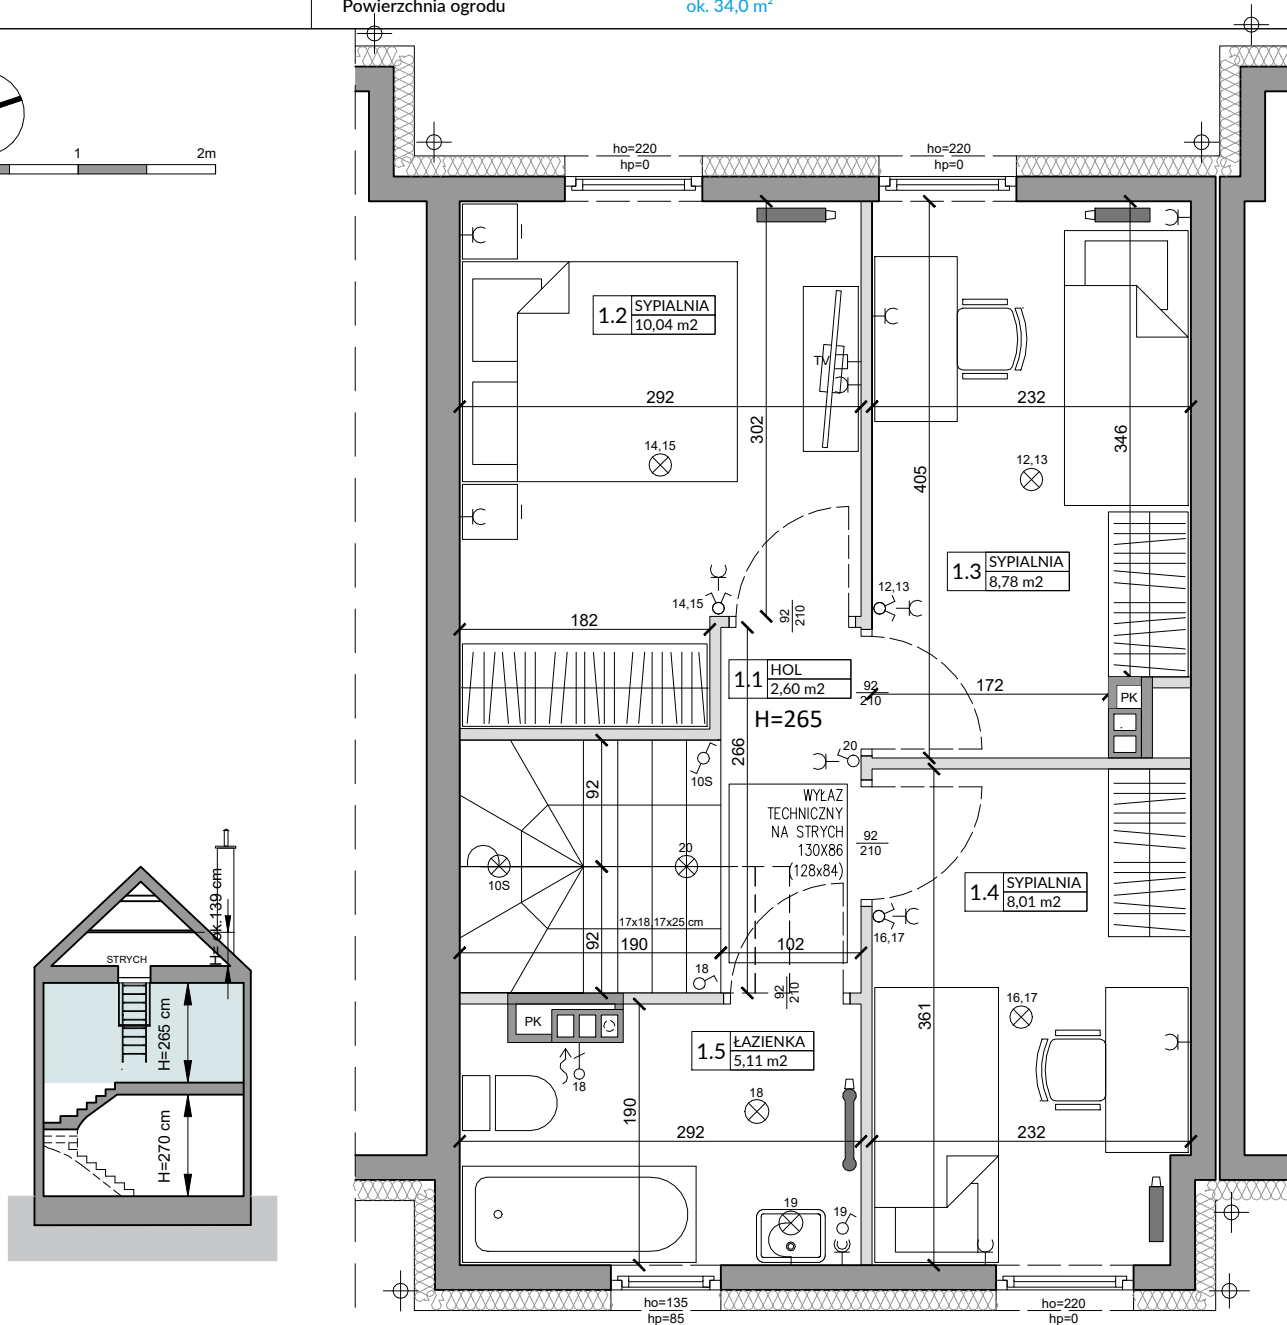 Powierzchnia ogrodu ok. 34,0 m²
1 2m
ho=220
hp=0
ho=220
hp=0
1.2 SYPIALNIA
10,04 m2
TV
292
232
302
346
14,15
12,13
405
1.3 SYPIALNIA
8,78 m2
14,15
92
210
12,13
182
1.1 HOL
2,60 m2
92
210
172
PK
H=265
266
20
10S
92
WYŁAZ
TECHNICZNY
NA STRYCH
130X86
(128x84)
92
210
20
10S
1.4 SYPIALNIA
8,01 m2
17x18,17x25 cm
92
190
102
16,17
18
92
210
H= ok.139 cm
STRYCH
H=265 cm
H=270 cm
PK
18
1.5 ŁAZIENKA
5,11 m2
361
16,17
18
190
292
232
19
19
ho=135
hp=85
ho=220
hp=0